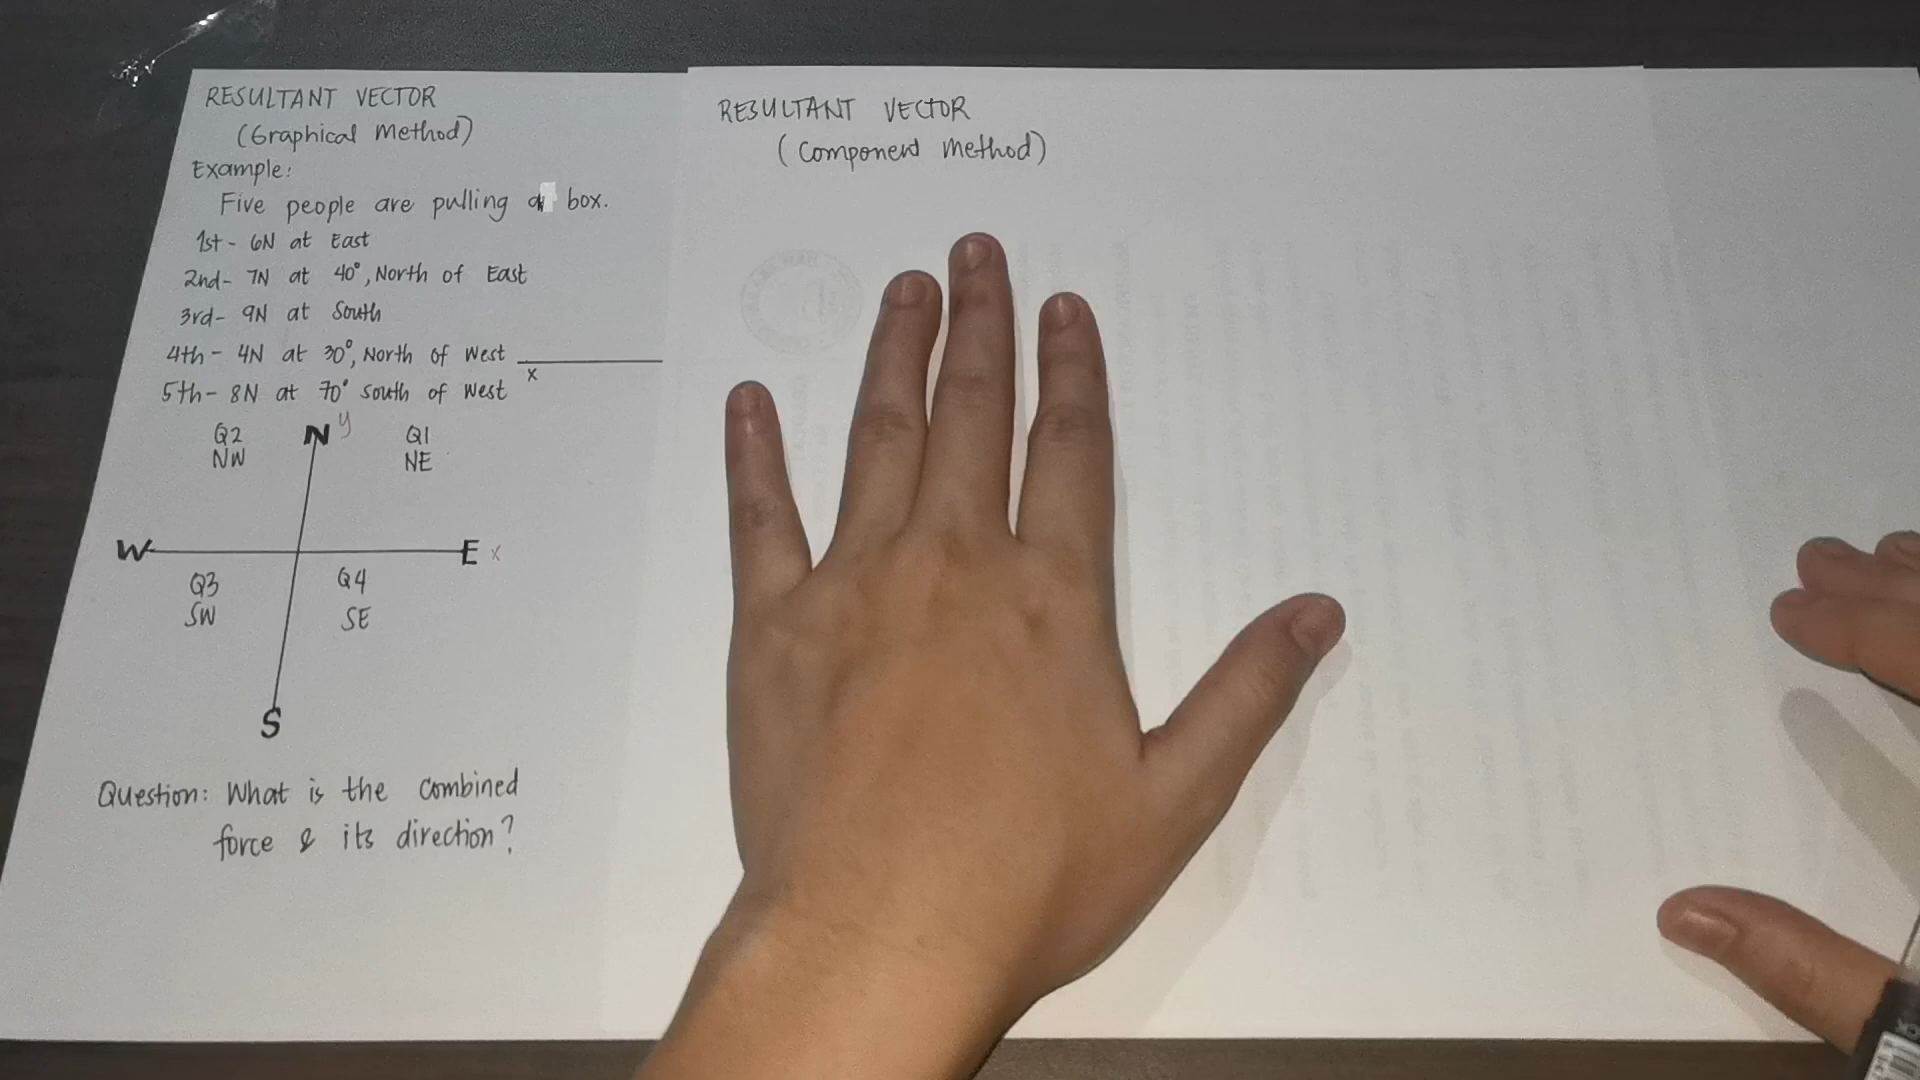 RESULTANT VECTOR
(Graphical Method)
Example:
Five people are pulling a box.
1st - 6N at East
2nd - 7N at 40°, North of East
3rd - 9N at South
4th - 4N at 30°, North of West
x
5th - 8N at 70° South of West
N y
Q2
NW
Q1
NE
W
E x
Q3
SW
Q4
SE
S
Question: What is the combined
force & its direction?
RESULTANT VECTOR
(Component Method)